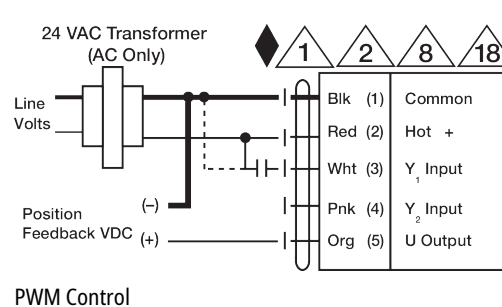 24 VAC Transformer
(AC Only)
1 2 8 18
Line
Volts
Blk (1) Common
Red (2) Hot +
Wht (3) Y1 Input
Pnk (4) Y2 Input
Org (5) U Output
Position
Feedback VDC
(–)
(+)
PWM Control